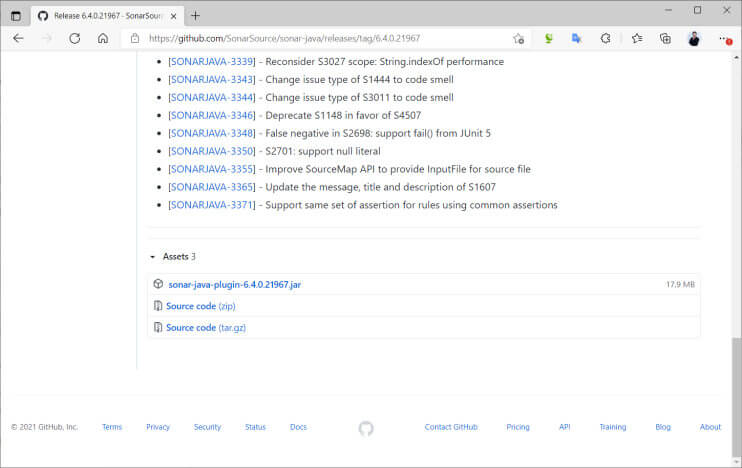 Release 6.4.0.21967 - SonarSourc
https://github.com/SonarSource/sonar-java/releases/tag/6.4.0.21967
[SONARJAVA-3339] - Reconsider S3027 scope: String.indexOf performance
[SONARJAVA-3343] - Change issue type of S1444 to code smell
[SONARJAVA-3344] - Change issue type of S3011 to code smell
[SONARJAVA-3346] - Deprecate S1148 in favor of S4507
[SONARJAVA-3348] - False negative in S2698: support fail() from JUnit 5
[SONARJAVA-3350] - S2701: support null literal
[SONARJAVA-3355] - Improve SourceMap API to provide InputFile for source file
[SONARJAVA-3365] - Update the message, title and description of S1607
[SONARJAVA-3371] - Support same set of assertion for rules using common assertions
Assets 3
sonar-java-plugin-6.4.0.21967.jar 17.9 MB
Source code (zip)
Source code (tar.gz)
© 2021 GitHub, Inc. Terms Privacy Security Status Docs Contact GitHub Pricing API Training Blog About